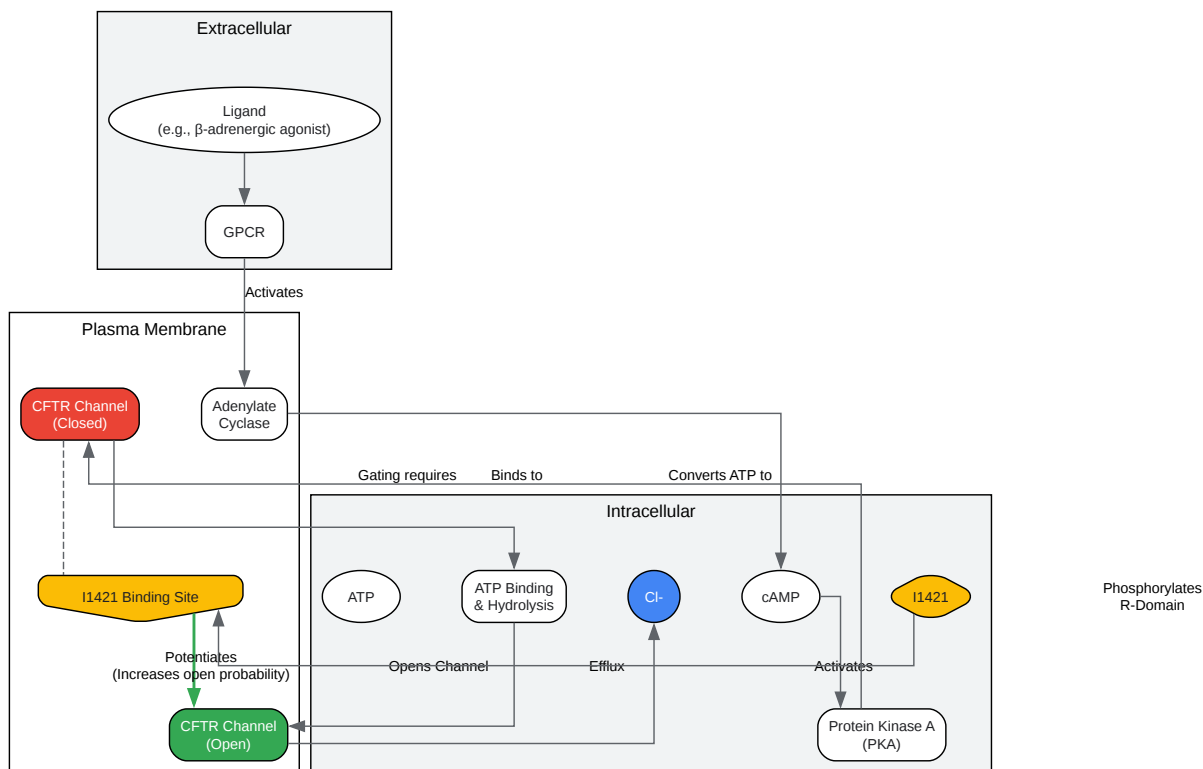 Extracellular
Ligand
(e.g., β-adrenergic agonist)
GPCR
Activates
Plasma Membrane
CFTR Channel
(Closed)
Adenylate
Cyclase
Gating requires
Binds to
Converts ATP to
Intracellular
I1421 Binding Site
ATP
ATP Binding
& Hydrolysis
Cl-
cAMP
I1421
Phosphorylates
R-Domain
Potentiates
(Increases open probability)
Opens Channel
Efflux
Activates
CFTR Channel
(Open)
Protein Kinase A
(PKA)